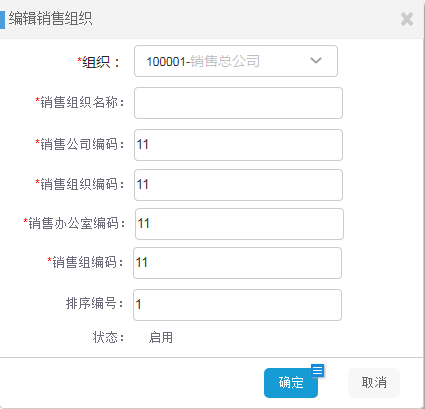 编辑销售组织
*组织： 100001-销售总公司
*销售组织名称：
*销售公司编码： 11
*销售组织编码： 11
*销售办公室编码： 11
*销售组编码： 11
排序编号： 1
状态： 启用
确定 取消